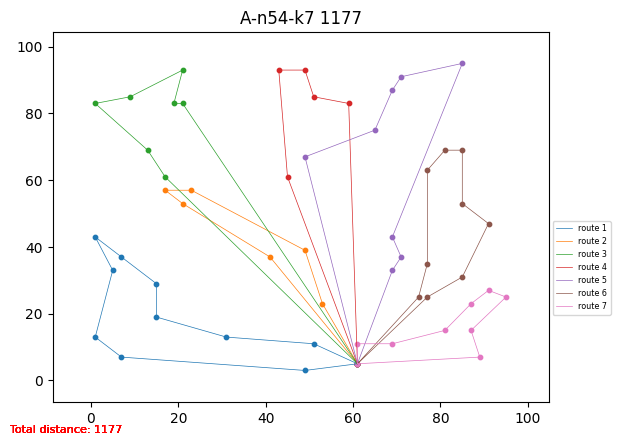 A-n54-k7 1177
100
80
60
40
20
0
0 20 40 60 80 100
route 1
route 2
route 3
route 4
route 5
route 6
route 7
Total distance: 1177